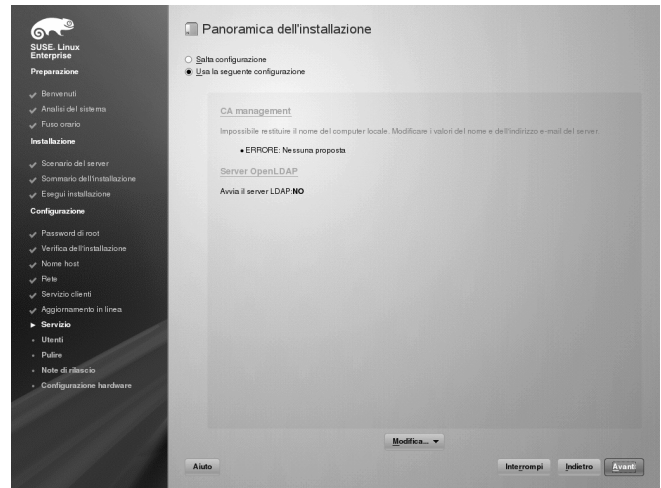 SUSE. Linux
Enterprise
Preparazione
Benvenuti
Analisi del sistema
Fuso orario
Installazione
Scenario del server
Sommario dell'installazione
Esegui installazione
Configurazione
Password di root
Verifica dell'installazione
Nome host
Rete
Servizio clienti
Aggiornamento in linea
Servizio
Utenti
Pulire
Note di rilascio
Configurazione hardware
Panoramica dell'installazione
Salta configurazione
Usa la seguente configurazione
CA management
Impossibile restituire il nome del computer locale. Modificare i valori del nome e dell'indirizzo e-mail del server.
• ERRORE: Nessuna proposta
Server OpenLDAP
Avvia il server LDAP:NO
Modifica...
Aiuto
Interrompi
Indietro
Avanti